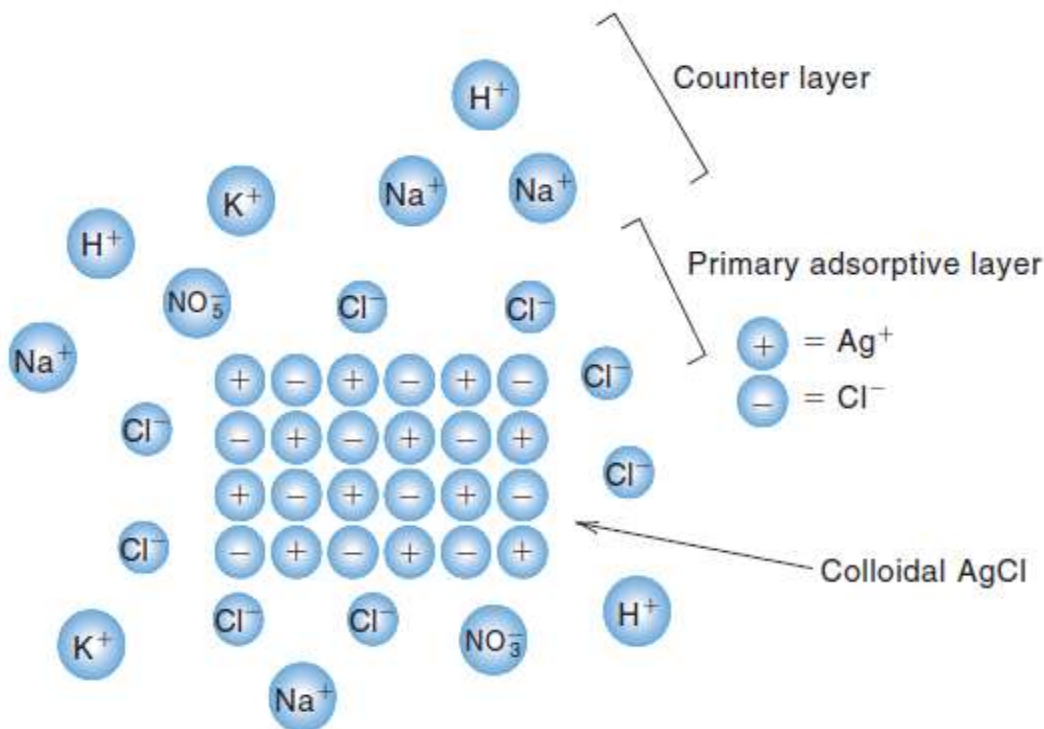 Counter layer
H⁺
K⁺
Na⁺
Na⁺
H⁺
Primary adsorptive layer
NO₅⁻
Cl⁻
Cl⁻
Na⁺
+ = Ag⁺
+ − + − + −
Cl⁻
− = Cl⁻
Cl⁻
− + − + − +
Cl⁻
+ − + − + −
Cl⁻
− + − + − +
Colloidal AgCl
Cl⁻
Cl⁻
H⁺
K⁺
NO₃⁻
Na⁺